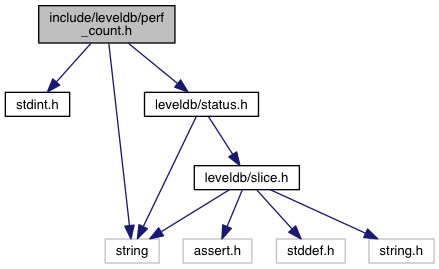 include/leveldb/perf
_count.h
stdint.h
leveldb/status.h
leveldb/slice.h
string
assert.h
stddef.h
string.h